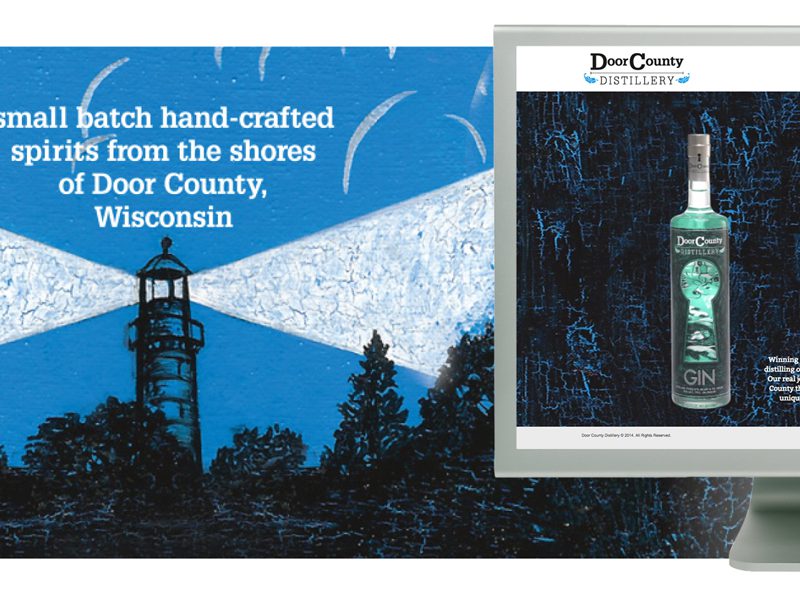 small batch hand-crafted
spirits from the shores
of Door County,
Wisconsin
Door County
DISTILLERY
Door County
DISTILLERY
GIN
Winning
distilling o
Our real j
County th
uniqu
Door County Distillery © 2014. All Rights Reserved.